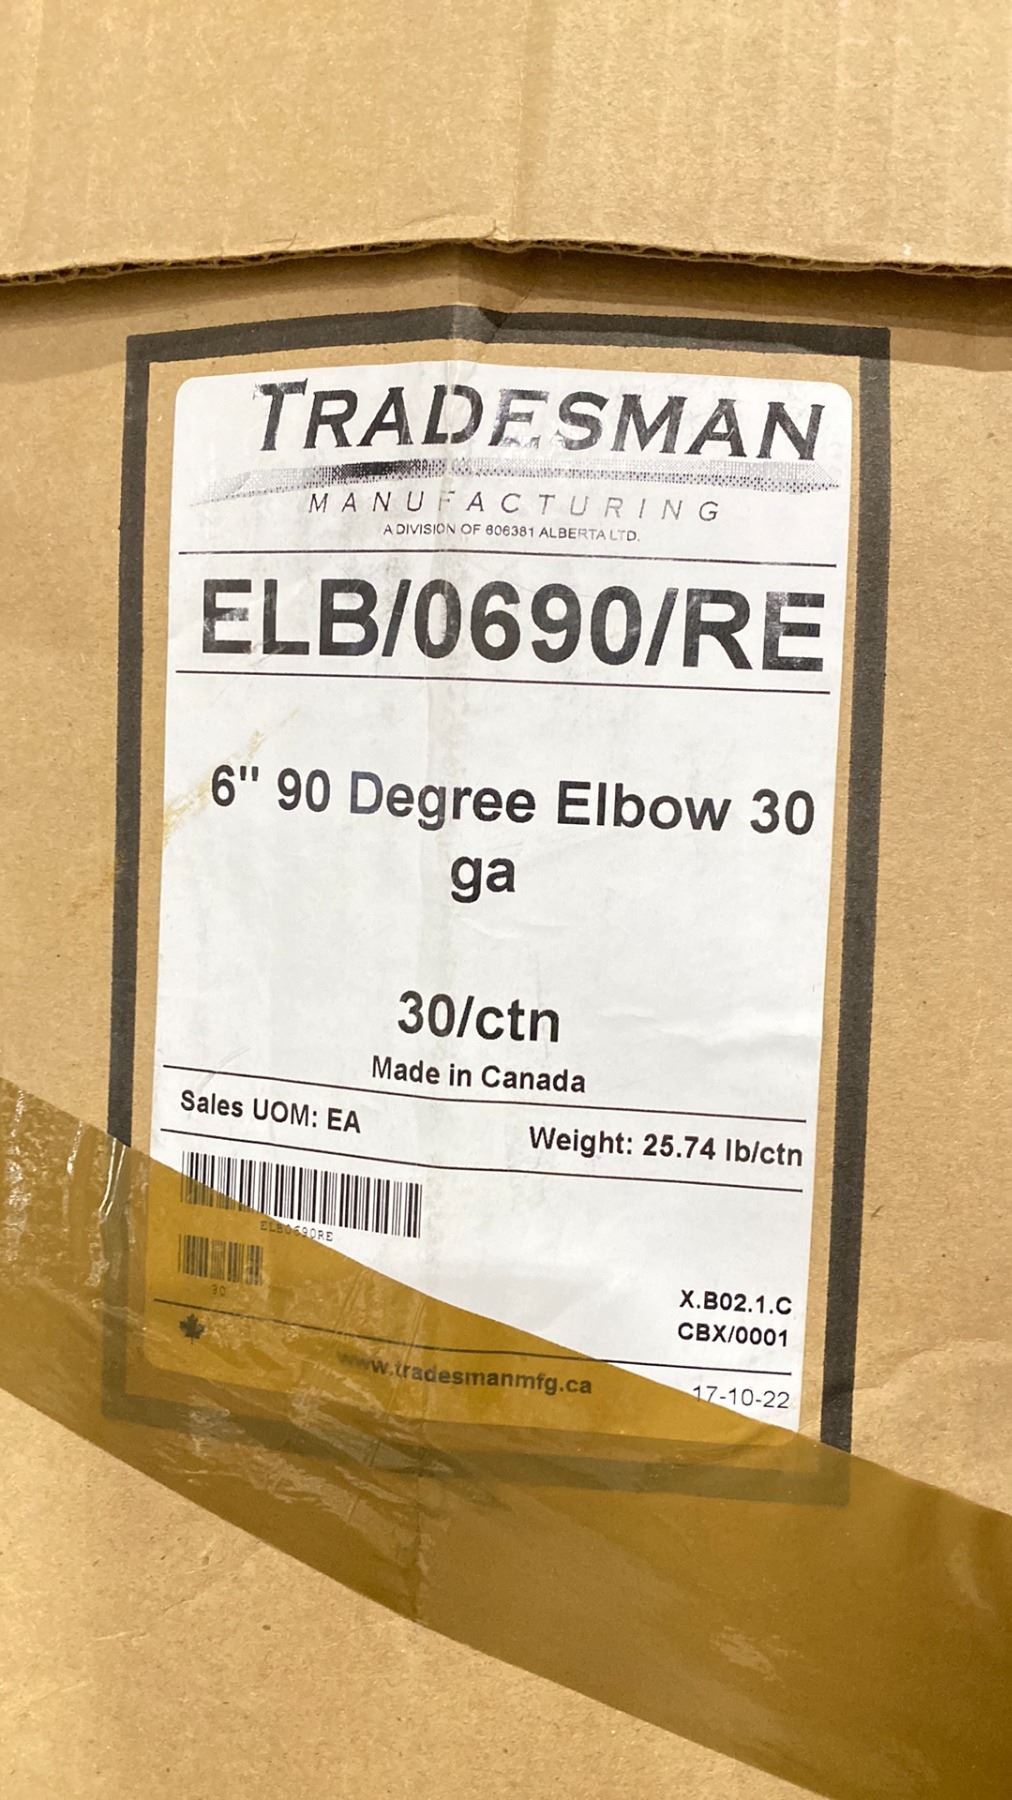 TRADESMAN
MANUFACTURING
A DIVISION OF 606381 ALBERTA LTD.
ELB/0690/RE
6" 90 Degree Elbow 30
ga
30/ctn
Made in Canada
Sales UOM: EA
Weight: 25.74 lb/ctn
ELB0690RE
30
X.B02.1.C
CBX/0001
www.tradesmanmfg.ca
17-10-22